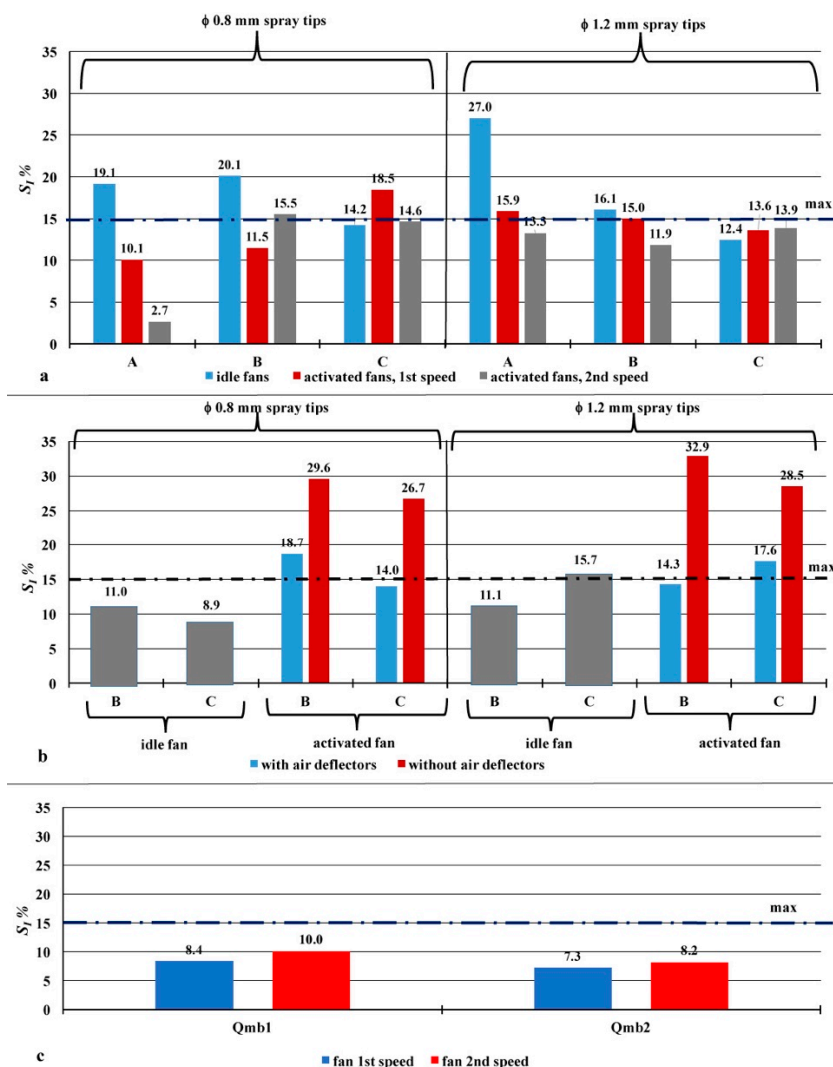 ϕ 0.8 mm spray tips ϕ 1.2 mm spray tips
35
30
25
20
15
10
5
0
S_I %
19.1 10.1 2.7 20.1 11.5 15.5 14.2 18.5 14.6 27.0 15.9 13.3 16.1 15.0 11.9 12.4 13.6 13.9
max
A B C A B C
a
idle fans activated fans, 1st speed activated fans, 2nd speed
ϕ 0.8 mm spray tips ϕ 1.2 mm spray tips
35
30
25
20
15
10
5
0
S_I %
11.0 8.9 18.7 29.6 14.0 26.7 11.1 15.7 14.3 32.9 17.6 28.5
max
B C B C B C B C
idle fan activated fan idle fan activated fan
b
with air deflectors without air deflectors
35
30
25
20
15
10
5
0
S_I %
8.4 10.0 7.3 8.2
max
Qmb1 Qmb2
c
fan 1st speed fan 2nd speed